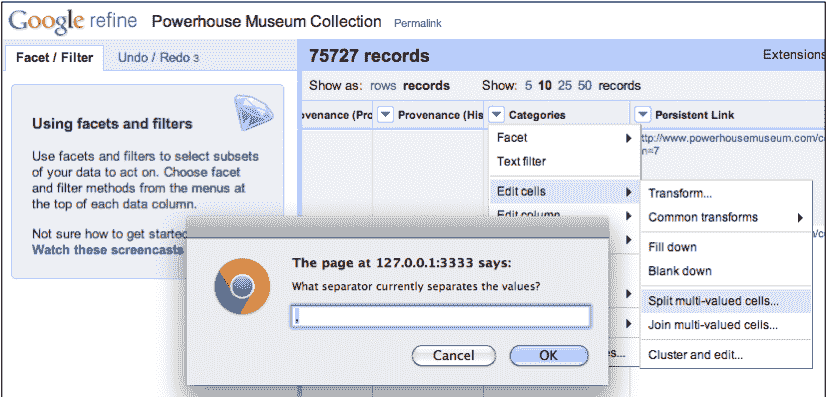 Google refine Powerhouse Museum Collection Permalink
Facet / Filter Undo / Redo 3
75727 records
Extensions
Show as: rows records Show: 5 10 25 50 records
Provenance (His
Categories
Persistent Link
Using facets and filters
Use facets and filters to select subsets
of your data to act on. Choose facet
and filter methods from the menus at
the top of each data column.
Not sure how to get started
Watch these screencasts
ttp://www.powerhousemuseum.com/c
n=7
Facet
Text filter
Edit cells
Edit column
Transform...
Common transforms
Fill down
Blank down
Split multi-valued cells...
Join multi-valued cells...
Cluster and edit...
The page at 127.0.0.1:3333 says:
What separator currently separates the values?
,
Cancel OK